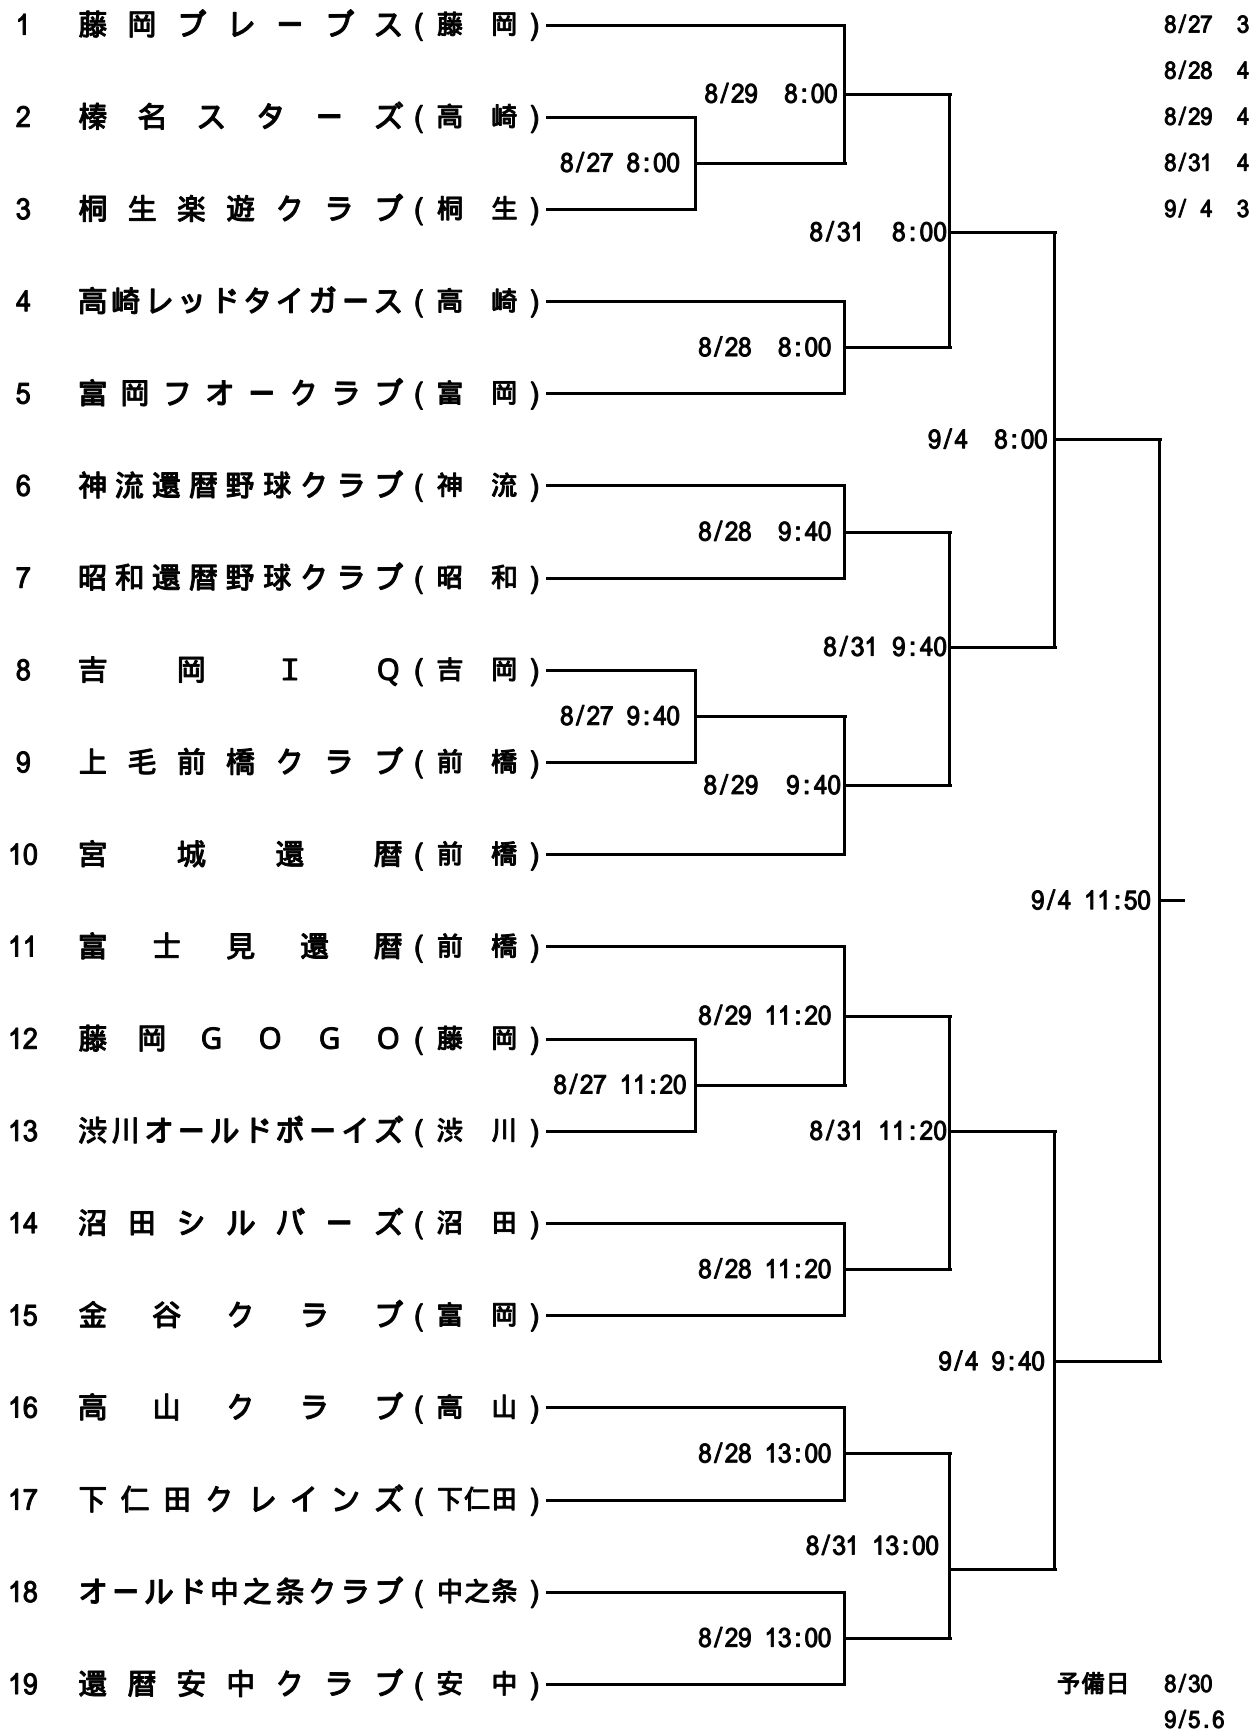 1 藤岡ブレーブス(藤岡) 8/27 3
8/28 4
8/29 8:00
2 榛名スターズ(高崎) 8/29 4
8/27 8:00 8/31 4
3 桐生楽遊クラブ(桐生) 9/ 4 3
8/31 8:00
4 高崎レッドタイガース(高崎)
8/28 8:00
5 富岡フオークラブ(富岡)
9/4 8:00
6 神流還暦野球クラブ(神流)
8/28 9:40
7 昭和還暦野球クラブ(昭和)
8/31 9:40
8 吉岡IQ(吉岡)
8/27 9:40
9 上毛前橋クラブ(前橋)
8/29 9:40
10 宮城還暦(前橋)
9/4 11:50
11 富士見還暦(前橋)
8/29 11:20
12 藤岡GOGO(藤岡)
8/27 11:20
13 渋川オールドボーイズ(渋川)
8/31 11:20
14 沼田シルバーズ(沼田)
8/28 11:20
15 金谷クラブ(富岡)
9/4 9:40
16 高山クラブ(高山)
8/28 13:00
17 下仁田クレインズ(下仁田)
8/31 13:00
18 オールド中之条クラブ(中之条)
8/29 13:00
19 還暦安中クラブ(安中) 予備日 8/30
9/5.6